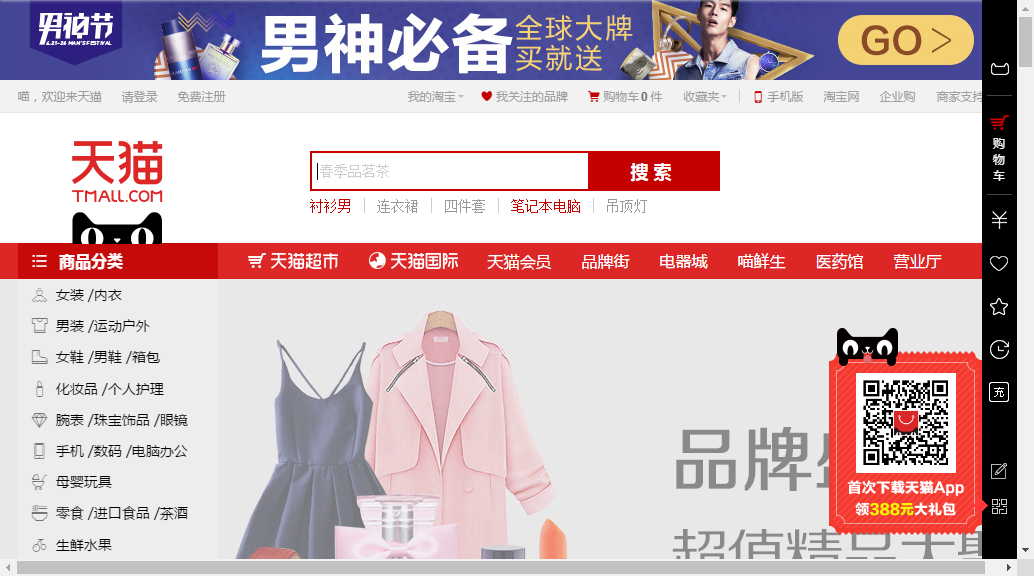 男神节
4.21-26 MAN'S FESTIVAL
男神必备
全球大牌
买就送
GO >
喵，欢迎来天猫 请登录 免费注册
我的淘宝 我关注的品牌 购物车0件 收藏夹 手机版 淘宝网 企业购 商家支持
天猫
TMALL.COM
春季品茗茶
搜索
衬衫男 连衣裙 四件套 笔记本电脑 吊顶灯
商品分类 天猫超市 天猫国际 天猫会员 品牌街 电器城 喵鲜生 医药馆 营业厅
女装 /内衣
男装 /运动户外
女鞋 /男鞋 /箱包
化妆品 /个人护理
腕表 /珠宝饰品 /眼镜
手机 /数码 /电脑办公
母婴玩具
零食 /进口食品 /茶酒
生鲜水果
品牌盛
超值精品大惠
首次下载天猫App
领388元大礼包
购物车
充